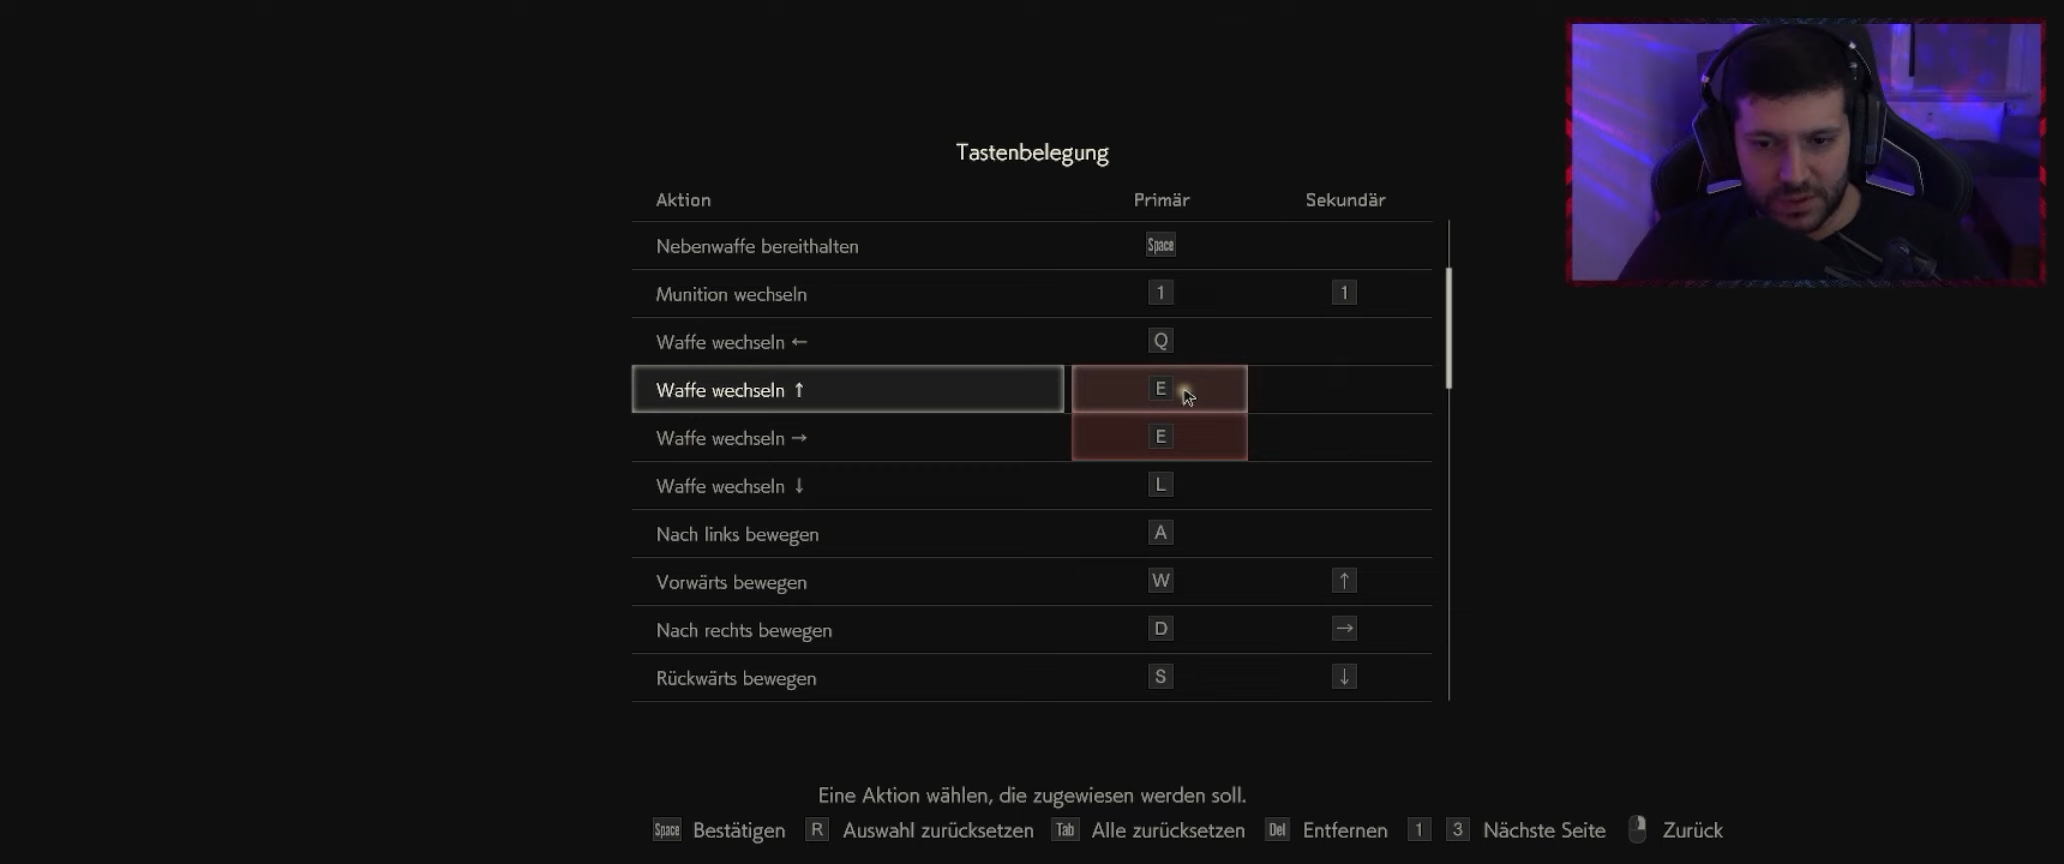 Tastenbelegung
Aktion Primär Sekundär
Nebenwaffe bereithalten Space
Munition wechseln 1 1
Waffe wechseln ← Q
Waffe wechseln ↑ E
Waffe wechseln → E
Waffe wechseln ↓ L
Nach links bewegen A
Vorwärts bewegen W ↑
Nach rechts bewegen D →
Rückwärts bewegen S ↓
Eine Aktion wählen, die zugewiesen werden soll.
Space Bestätigen R Auswahl zurücksetzen Tab Alle zurücksetzen Del Entfernen 1 3 Nächste Seite Zurück